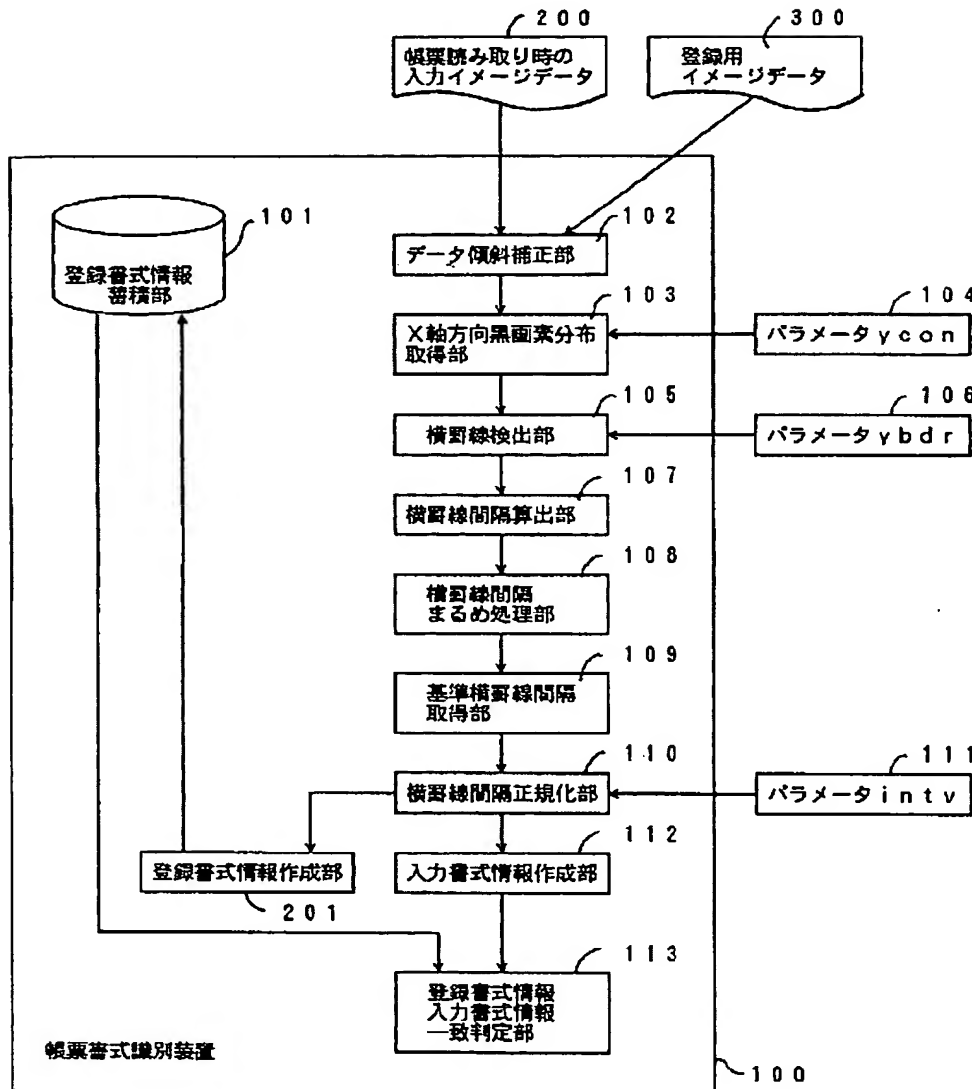 200
帳票読み取り時の
入力イメージデータ
300
登録用
イメージデータ
101
登録書式情報
蓄積部
102
データ傾斜補正部
103
X軸方向黒画素分布
取得部
104
パラメータycon
105
横罫線検出部
106
パラメータybdr
107
横罫線間隔算出部
108
横罫線間隔
まるめ処理部
109
基準横罫線間隔
取得部
110
横罫線間隔正規化部
111
パラメータintv
112
入力書式情報作成部
登録書式情報作成部
201
113
登録書式情報
入力書式情報
一致判定部
帳票書式識別装置
100